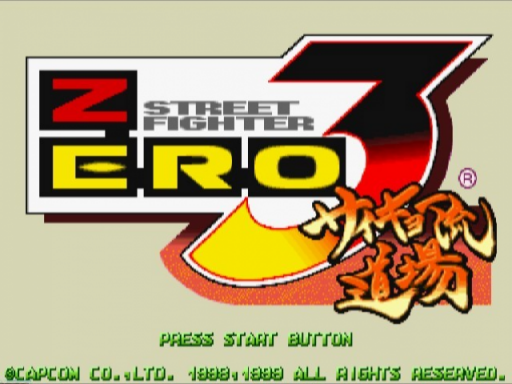 STREET
FIGHTER
ZERO
3
®
サイキョー流
道場
PRESS START BUTTON
©CAPCOM CO.,LTD. 1998,1999 ALL RIGHTS RESERVED.